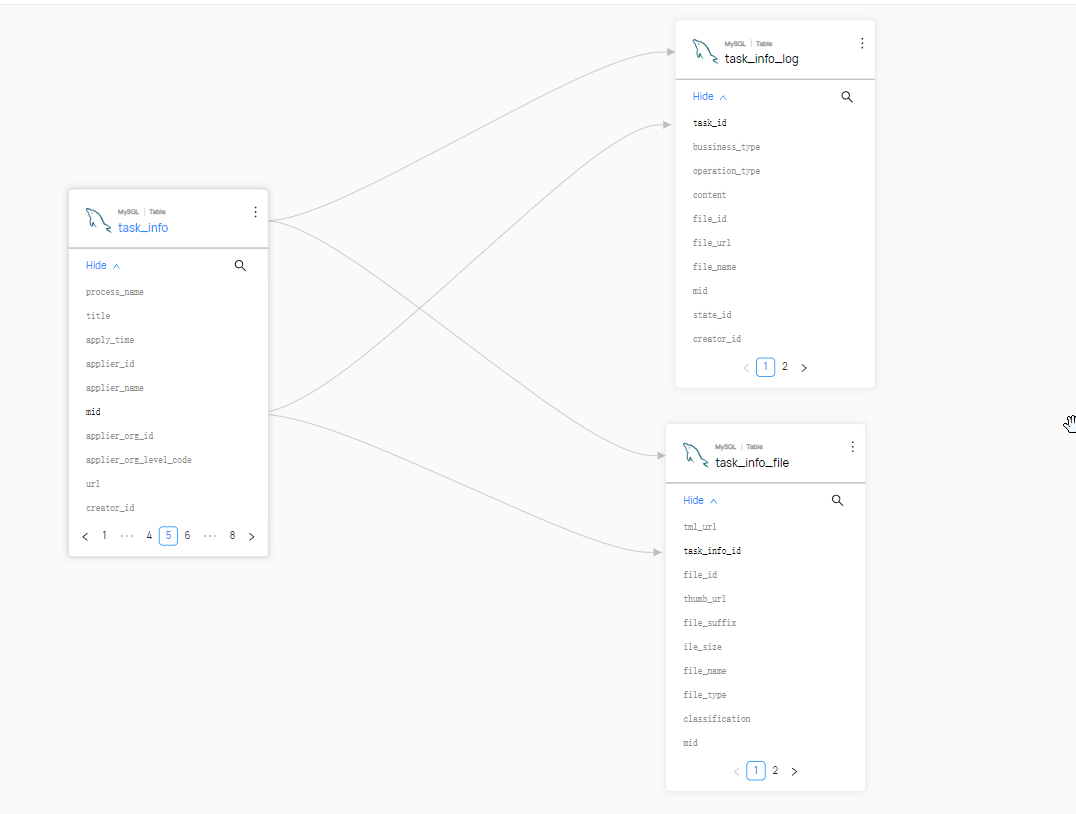 MySQL | Table
task_info
Hide
process_name
title
apply_time
applier_id
applier_name
mid
applier_org_id
applier_org_level_code
url
creator_id
1 ··· 4 5 6 ··· 8
MySQL | Table
task_info_log
Hide
task_id
bussiness_type
operation_type
content
file_id
file_url
file_name
mid
state_id
creator_id
1 2
MySQL | Table
task_info_file
Hide
tml_url
task_info_id
file_id
thumb_url
file_suffix
ile_size
file_name
file_type
classification
mid
1 2